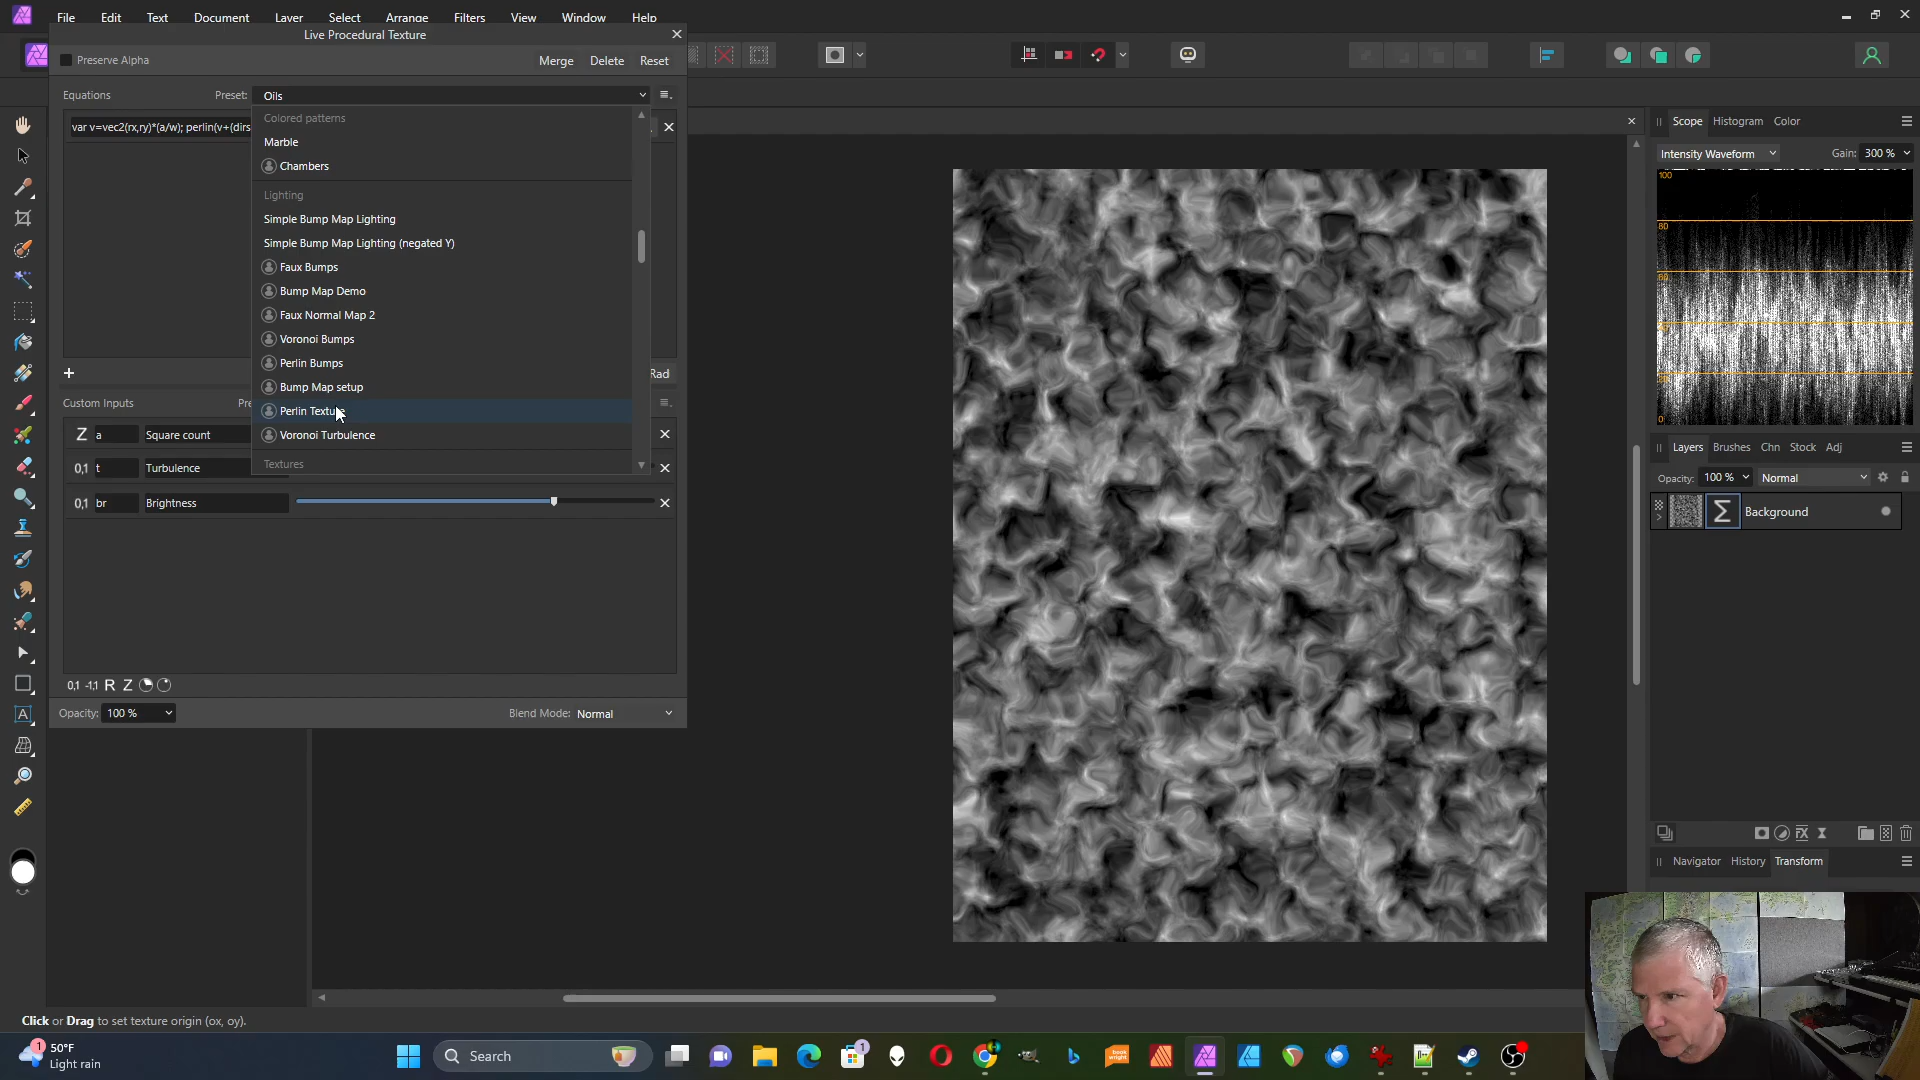 File Edit Text Document Layer Select Arrange Filters View Window Help
Live Procedural Texture
Preserve Alpha
Merge Delete Reset
Equations
Preset: Oils
var v=vec2(rx,ry)*(a/w); perlin(v+(dirs
Colored patterns
Marble
Chambers
Lighting
Simple Bump Map Lighting
Simple Bump Map Lighting (negated Y)
Faux Bumps
Bump Map Demo
Faux Normal Map 2
Voronoi Bumps
Perlin Bumps
Bump Map setup
Perlin Texture
Voronoi Turbulence
Textures
Rad
Custom Inputs
Pre
Z a Square count
0,1 t Turbulence
0,1 br Brightness
0,1 -1,1 R Z
Opacity: 100 %
Blend Mode: Normal
Scope Histogram Color
Intensity Waveform
Gain: 300 %
100
80
60
0
Layers Brushes Chn Stock Adj
Opacity: 100 % Normal
Background
Navigator History Transform
Click or Drag to set texture origin (ox, oy).
1
50°F
Light rain
Search
1
book
wright